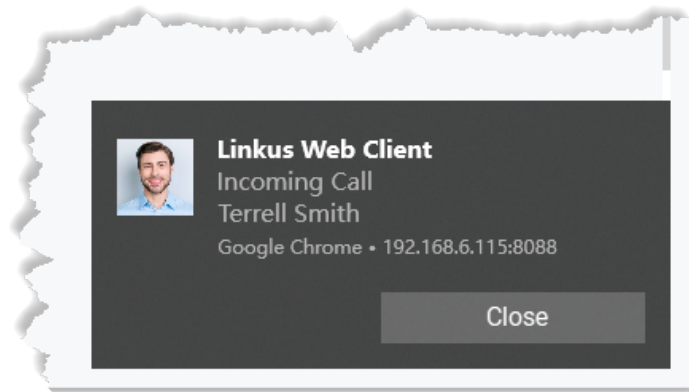 Linkus Web Client
Incoming Call
Terrell Smith
Google Chrome • 192.168.6.115:8088
Close